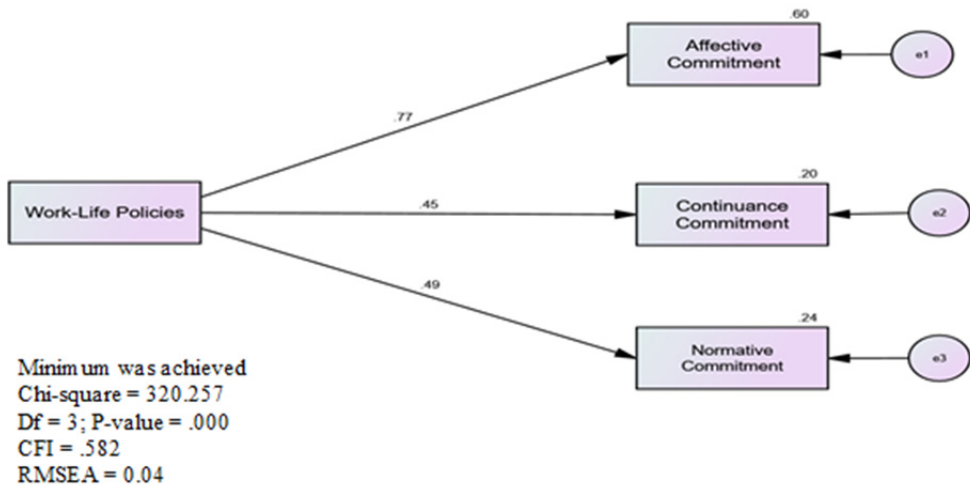 .60
Affective
Commitment
e1
.77
.20
Work-Life Policies
.45
Continuance
Commitment
e2
.49
.24
Normative
Commitment
e3
Minimum was achieved
Chi-square = 320.257
Df = 3; P-value = .000
CFI = .582
RMSEA = 0.04